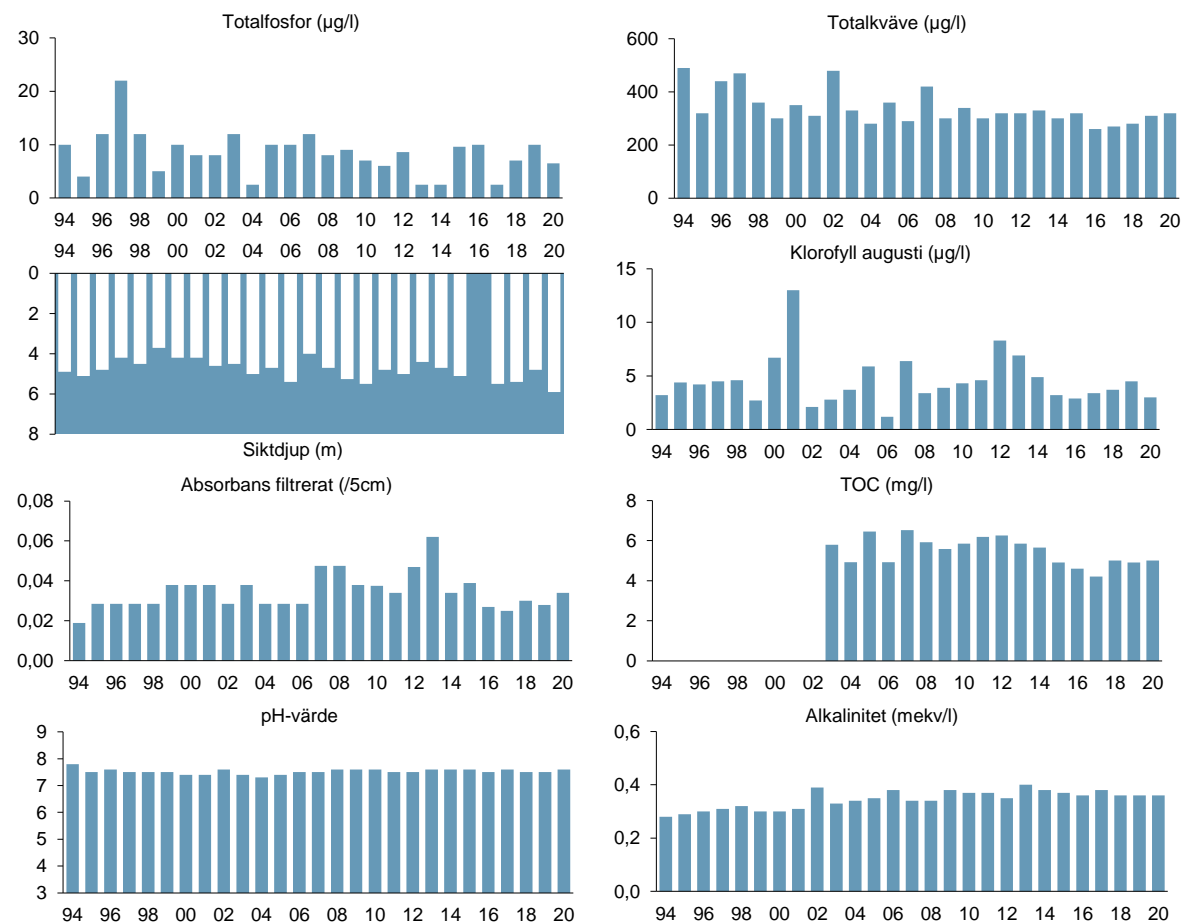 Totalfosfor (µg/l)
30
20
10
0
94 96 98 00 02 04 06 08 10 12 14 16 18 20
Totalkväve (µg/l)
600
400
200
0
94 96 98 00 02 04 06 08 10 12 14 16 18 20
94 96 98 00 02 04 06 08 10 12 14 16 18 20
0
2
4
6
8
Siktdjup (m)
Klorofyll augusti (µg/l)
15
10
5
0
94 96 98 00 02 04 06 08 10 12 14 16 18 20
Absorbans filtrerat (/5cm)
0,08
0,06
0,04
0,02
0,00
94 96 98 00 02 04 06 08 10 12 14 16 18 20
TOC (mg/l)
8
6
4
2
0
94 96 98 00 02 04 06 08 10 12 14 16 18 20
pH-värde
9
8
7
6
5
4
3
94 96 98 00 02 04 06 08 10 12 14 16 18 20
Alkalinitet (mekv/l)
0,6
0,4
0,2
0,0
94 96 98 00 02 04 06 08 10 12 14 16 18 20